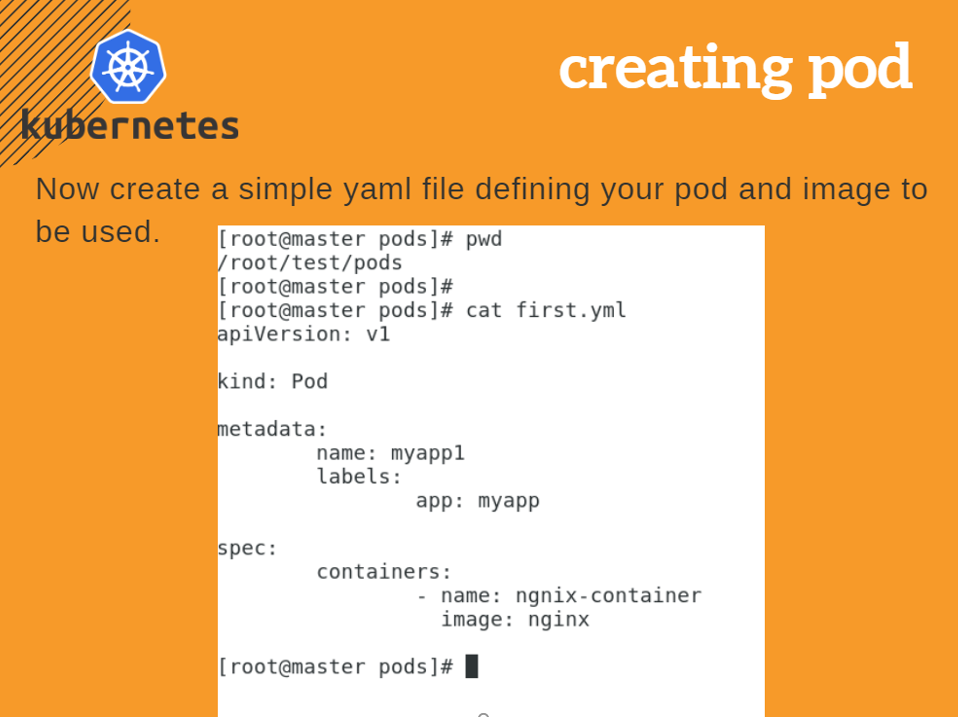 creating pod
kubernetes
Now create a simple yaml file defining your pod and image to
be used.
[root@master pods]# pwd
/root/test/pods
[root@master pods]#
[root@master pods]# cat first.yml
apiVersion: v1
kind: Pod
metadata:
name: myapp1
labels:
app: myapp
spec:
containers:
- name: ngnix-container
image: nginx
[root@master pods]#